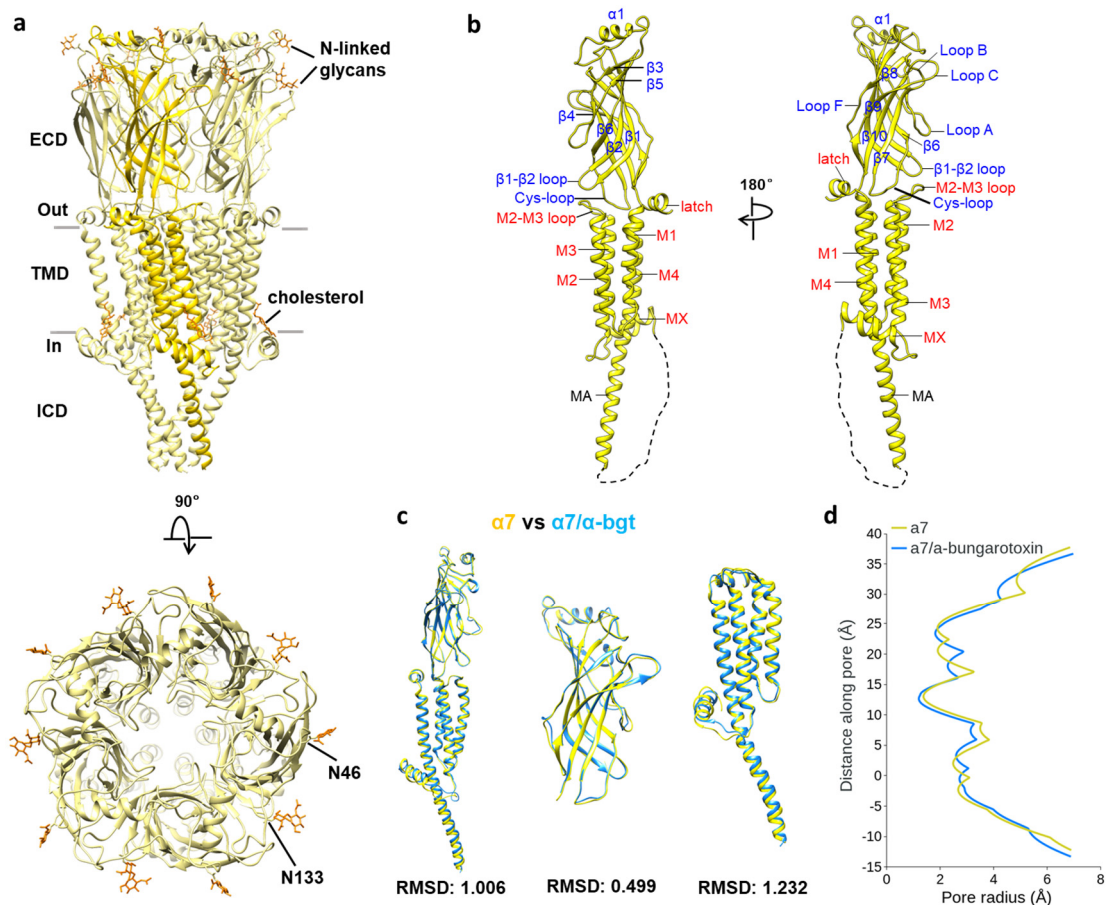 a
N-linked
glycans
ECD
Out
TMD
cholesterol
In
ICD
90°
N46
N133
b
α1
β3
β5
β4
β6
β1
β2
β1-β2 loop
Cys-loop
M2-M3 loop
latch
M1
M3
M2
M4
MX
MA
180°
α1
Loop B
β8
Loop C
Loop F
β9
Loop A
β10
β6
β7
latch
β1-β2 loop
M2-M3 loop
Cys-loop
M2
M1
M4
M3
MX
MA
c
α7 vs α7/α-bgt
RMSD: 1.006
RMSD: 0.499
RMSD: 1.232
d
a7
a7/a-bungarotoxin
Distance along pore (Å)
40
35
30
25
20
15
10
5
0
-5
-10
-15
0 2 4 6 8
Pore radius (Å)